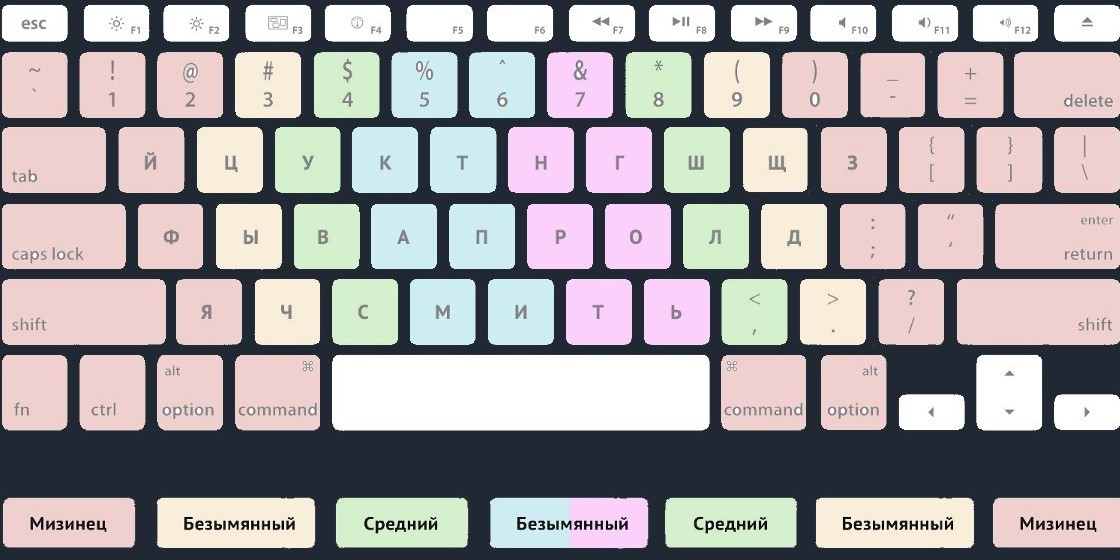 esc F1 F2 F3 F4 F5 F6 F7 F8 F9 F10 F11 F12
~ ! @ # $ % ^ & * ( ) _ +
` 1 2 3 4 5 6 7 8 9 0 - = delete
{ } |
tab Й Ц У К Т Н Г Ш Щ З [ ] \
: “ enter
caps lock Ф Ы В А П Р О Л Д ; ‘ return
< > ?
shift Я Ч С М И Т Ь , . / shift
alt ⌘ ⌘ alt
fn ctrl option command command option
Мизинец Безымянный Средний Безымянный Средний Безымянный Мизинец